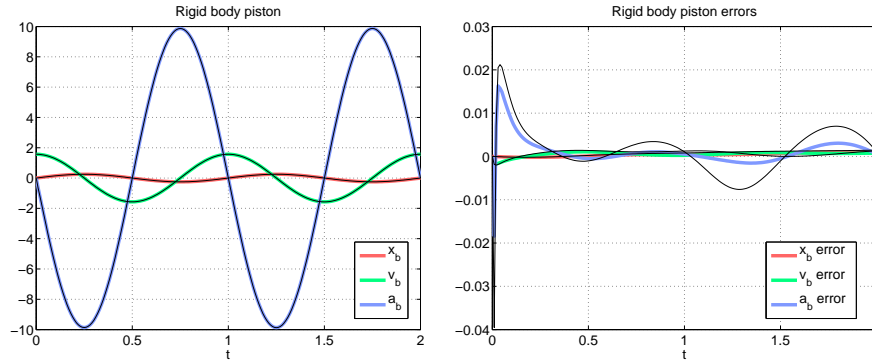 Rigid body piston
10
8
6
4
2
0
−2
−4
−6
−8
−10
0
0.5
1
1.5
2
t
x_b
v_b
a_b
Rigid body piston errors
0.03
0.02
0.01
0
−0.01
−0.02
−0.03
−0.04
0
0.5
1
1.5
2
t
x_b error
v_b error
a_b error